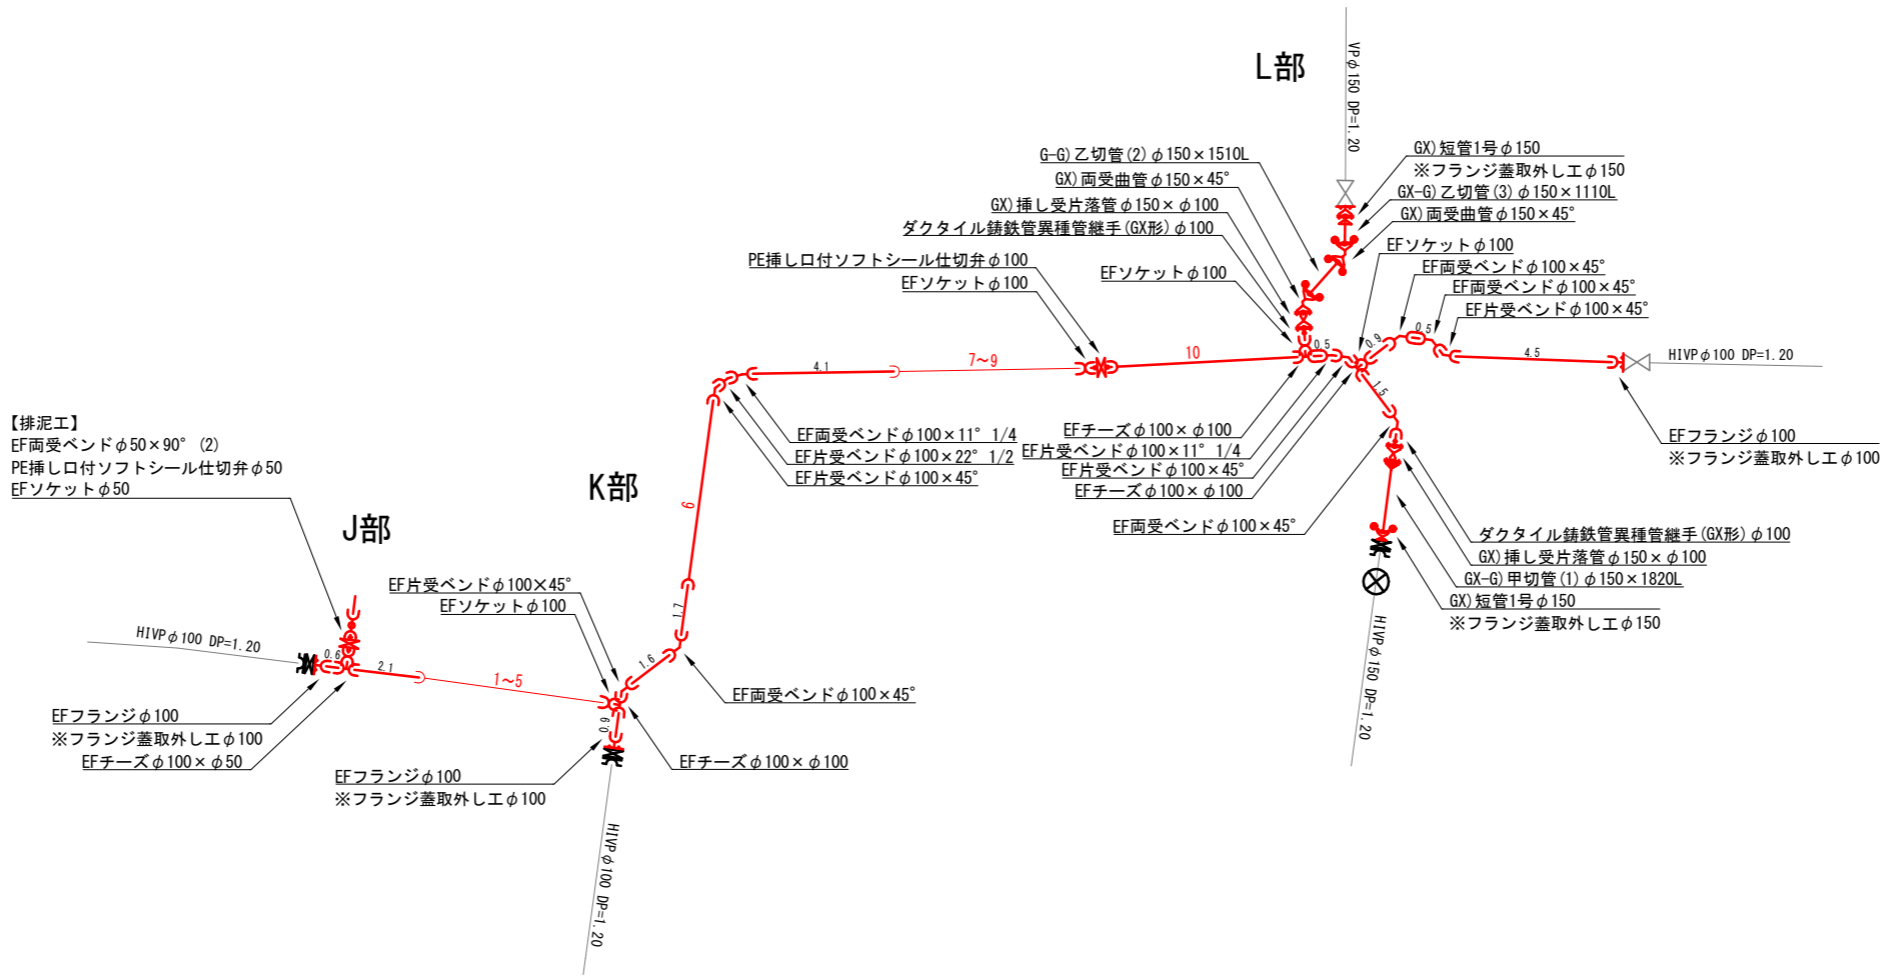 L部
VPφ150 DP=1.20
G-G)乙切管(2)φ150×1510L
GX)両受曲管φ150×45°
GX)挿し受片落管φ150×φ100
ダクタイル鋳鉄管異種管継手(GX形)φ100
PE挿し口付ソフトシール仕切弁φ100
EFソケットφ100
EFソケットφ100
GX)短管1号φ150
※フランジ蓋取外し工φ150
GX-G)乙切管(3)φ150×1110L
GX)両受曲管φ150×45°
EFソケットφ100
EF両受ベンドφ100×45°
EF両受ベンドφ100×45°
EF片受ベンドφ100×45°
0.5
0.9
0.5
4.5
HIVPφ100 DP=1.20
10
7～9
4.1
1.5
EF両受ベンドφ100×11°1/4
EF片受ベンドφ100×22°1/2
EF片受ベンドφ100×45°
EFチーズφ100×φ100
EF片受ベンドφ100×11°1/4
EF片受ベンドφ100×45°
EFチーズφ100×φ100
EF両受ベンドφ100×45°
EFフランジφ100
※フランジ蓋取外し工φ100
ダクタイル鋳鉄管異種管継手(GX形)φ100
GX)挿し受片落管φ150×φ100
GX-G)甲切管(1)φ150×1820L
GX)短管1号φ150
※フランジ蓋取外し工φ150
HIVPφ150 DP=1.20
【排泥工】
EF両受ベンドφ50×90°(2)
PE挿し口付ソフトシール仕切弁φ50
EFソケットφ50
J部
K部
6
1.7
1.6
EF片受ベンドφ100×45°
EFソケットφ100
HIVPφ100 DP=1.20
0.6
2.1
1～5
EF両受ベンドφ100×45°
0.9
EFフランジφ100
※フランジ蓋取外し工φ100
EFチーズφ100×φ50
EFフランジφ100
※フランジ蓋取外し工φ100
EFチーズφ100×φ100
HIVPφ100 DP=1.20